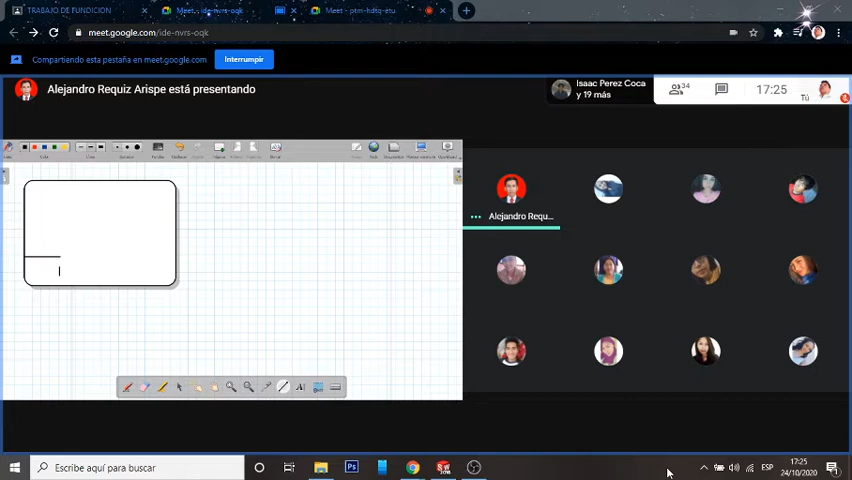 TRABAJO DE FUNDICION
Meet - ide-nvrs-oqk
Meet - ptm-hdtq-etu
meet.google.com/ide-nvrs-oqk
Compartiendo esta pestaña en meet.google.com
Interrumpir
Alejandro Requiz Arispe está presentando
Isaac Perez Coca
y 19 más
34
17:25
Tú
Alejandro Requ...
Escribe aquí para buscar
ESP
17:25
24/10/2020